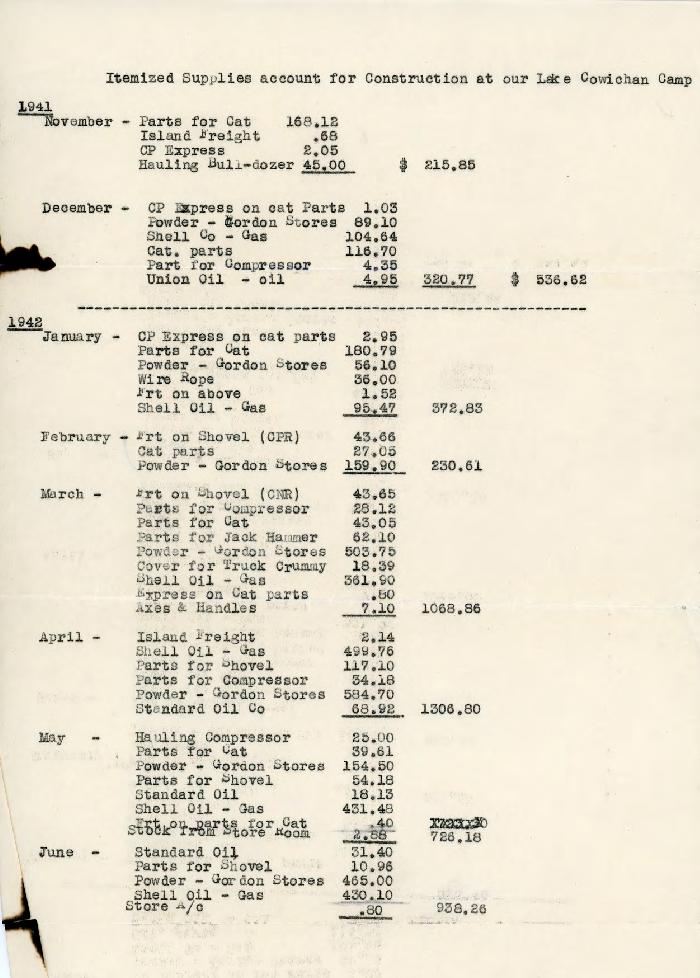 Itemized Supplies account for Construction at our Lake Cowichan Camp
1941
November - Parts for Cat 168.12
Island Freight .68
CP Express 2.05
Hauling Bull-dozer 45.00 $ 215.85
December - CP Express on cat Parts 1.03
Powder - Gordon Stores 89.10
Shell Co - Gas 104.64
Cat. parts 116.70
Part for Compressor 4.35
Union Oil - oil 4.95 320.77 $ 536.62
1942
January - CP Express on cat parts 2.95
Parts for Cat 180.79
Powder - Gordon Stores 56.10
Wire Rope 36.00
Frt on above 1.52
Shell Oil - Gas 95.47 372.83
February - Frt on Shovel (CPR) 43.66
Cat parts 27.05
Powder - Gordon Stores 159.90 230.61
March - Frt on Shovel (CNR) 43.65
Parts for Compressor 28.12
Parts for Cat 43.05
Parts for Jack Hammer 62.10
Powder - Gordon Stores 503.75
Cover for Truck Crummy 18.39
Shell Oil - Gas 361.90
Express on Cat parts .80
Axes & Handles 7.10 1068.86
April - Island Freight 2.14
Shell Oil - Gas 499.76
Parts for Shovel 117.10
Parts for Compressor 34.18
Powder - Gordon Stores 584.70
Standard Oil Co 68.92 1306.80
May - Hauling Compressor 25.00
Parts for Cat 39.61
Powder - Gordon Stores 154.50
Parts for Shovel 54.18
Standard Oil 18.13
Shell Oil - Gas 431.48
Frt on parts for Cat .40
Stock from Store Room 2.88 726.18
June - Standard Oil 31.40
Parts for Shovel 10.96
Powder - Gordon Stores 465.00
Shell Oil - Gas 430.10
Store A/c .80 938.26